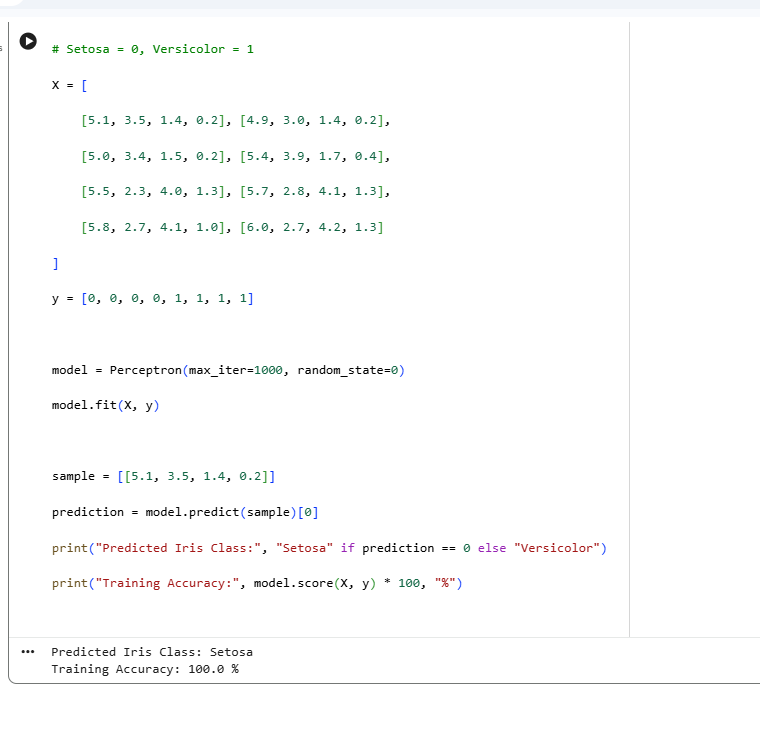 # Setosa = 0, Versicolor = 1
X = [
[5.1, 3.5, 1.4, 0.2], [4.9, 3.0, 1.4, 0.2],
[5.0, 3.4, 1.5, 0.2], [5.4, 3.9, 1.7, 0.4],
[5.5, 2.3, 4.0, 1.3], [5.7, 2.8, 4.1, 1.3],
[5.8, 2.7, 4.1, 1.0], [6.0, 2.7, 4.2, 1.3]
]
y = [0, 0, 0, 0, 1, 1, 1, 1]
model = Perceptron(max_iter=1000, random_state=0)
model.fit(X, y)
sample = [[5.1, 3.5, 1.4, 0.2]]
prediction = model.predict(sample)[0]
print("Predicted Iris Class:", "Setosa" if prediction == 0 else "Versicolor")
print("Training Accuracy:", model.score(X, y) * 100, "%")
Predicted Iris Class: Setosa
Training Accuracy: 100.0 %